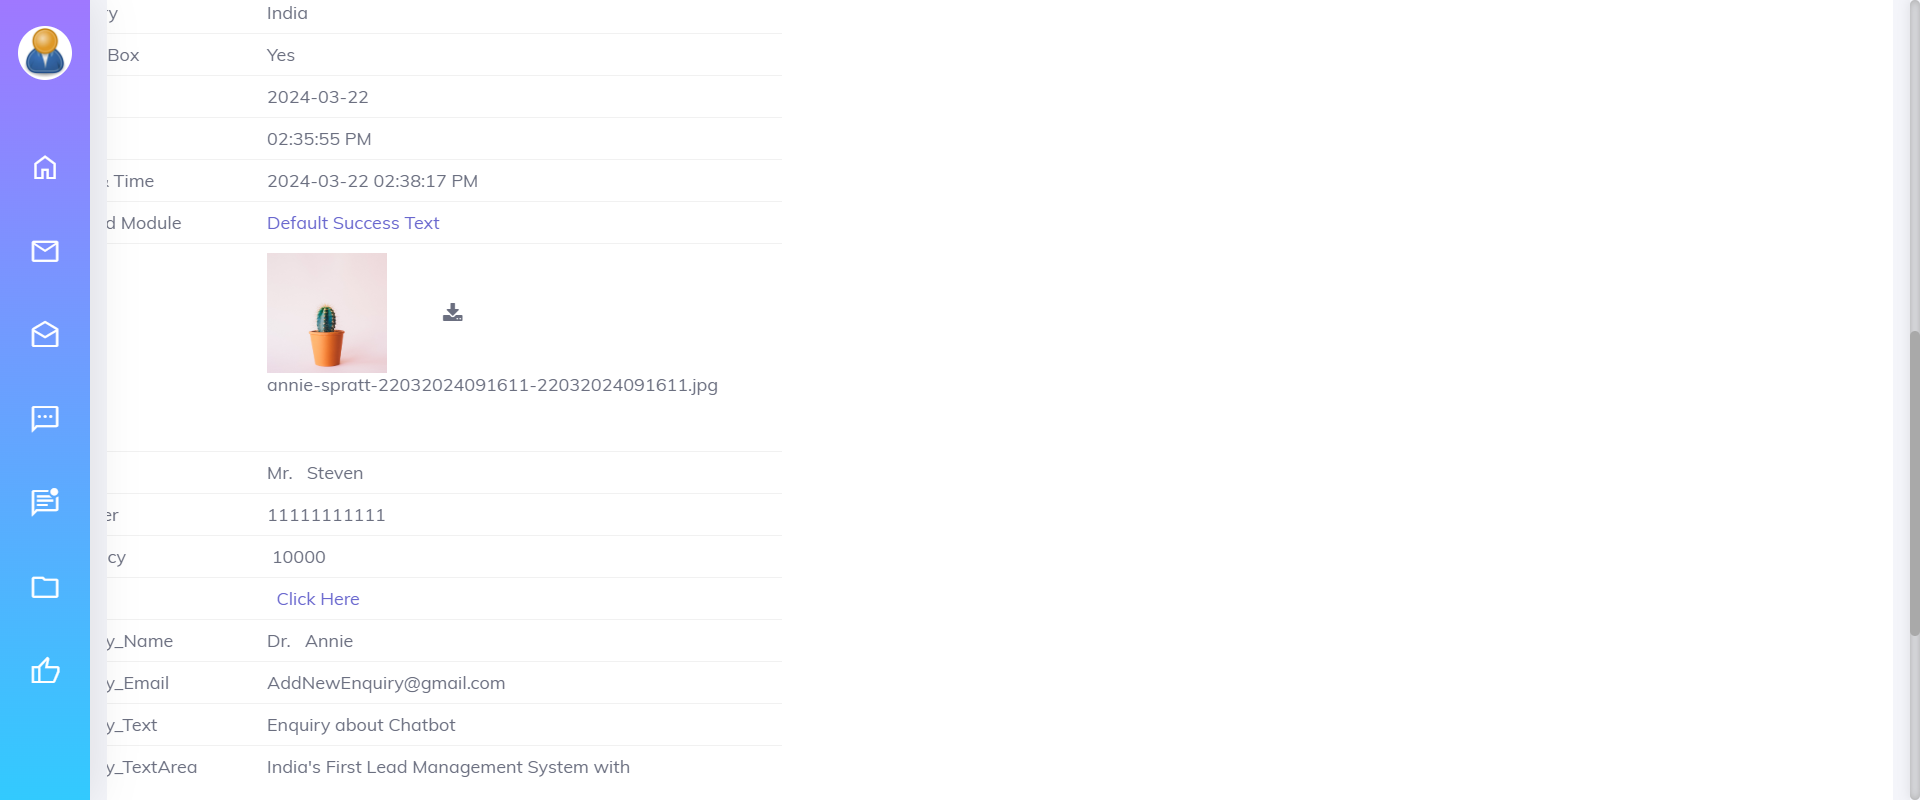 y India
Box Yes
2024-03-22
02:35:55 PM
Time 2024-03-22 02:38:17 PM
d Module Default Success Text
annie-spratt-22032024091611-22032024091611.jpg
Mr. Steven
er 11111111111
cy 10000
Click Here
y_Name Dr. Annie
y_Email AddNewEnquiry@gmail.com
y_Text Enquiry about Chatbot
y_TextArea India's First Lead Management System with